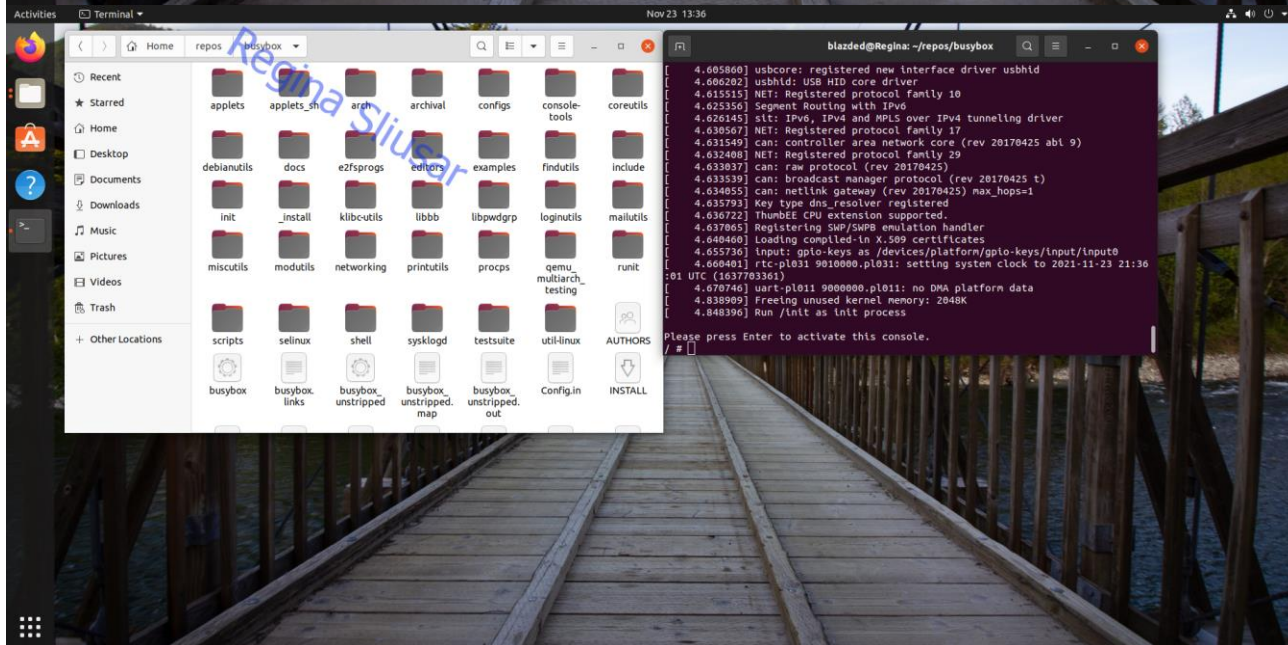 Activities
Terminal
Nov 23 13:36
Home repos busybox
Regina Sliusar
Recent
Starred
Home
Desktop
Documents
Downloads
Music
Pictures
Videos
Trash
+ Other Locations
applets applets_sh arch archival configs console-tools coreutils
debianutils docs e2fsprogs editors examples findutils include
init _install klibc-utils libbb libpwdgrp loginutils mailutils
miscutils modutils networking printutils procps qemu_multiarch_testing runit
scripts selinux shell sysklogd testsuite util-linux AUTHORS
busybox busybox.links busybox_unstripped busybox_unstripped.map busybox_unstripped.out Config.in INSTALL
blazded@Regina: ~/repos/busybox
[    4.605860] usbcore: registered new interface driver usbhid
[    4.606202] usbhid: USB HID core driver
[    4.615515] NET: Registered protocol family 10
[    4.625356] Segment Routing with IPv6
[    4.626145] sit: IPv6, IPv4 and MPLS over IPv4 tunneling driver
[    4.630567] NET: Registered protocol family 17
[    4.631549] can: controller area network core (rev 20170425 abi 9)
[    4.632408] NET: Registered protocol family 29
[    4.633037] can: raw protocol (rev 20170425)
[    4.633539] can: broadcast manager protocol (rev 20170425 t)
[    4.634055] can: netlink gateway (rev 20170425) max_hops=1
[    4.635793] Key type dns_resolver registered
[    4.636722] ThumbEE CPU extension supported.
[    4.637065] Registering SWP/SWPB emulation handler
[    4.640460] Loading compiled-in X.509 certificates
[    4.655736] input: gpio-keys as /devices/platform/gpio-keys/input/input0
[    4.660401] rtc-pl031 9010000.pl031: setting system clock to 2021-11-23 21:36
:01 UTC (1637703361)
[    4.670746] uart-pl011 9000000.pl011: no DMA platform data
[    4.838909] Freeing unused kernel memory: 2048K
[    4.848396] Run /init as init process
Please press Enter to activate this console.
/ #